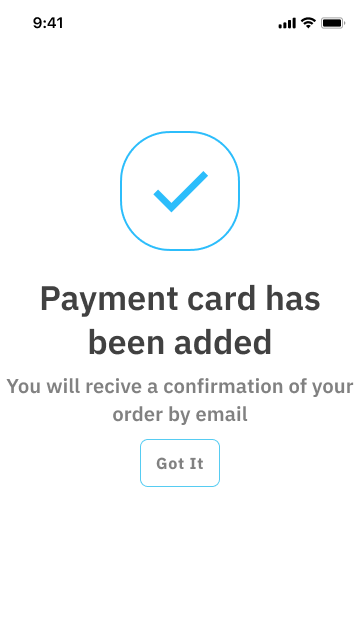 9:41
Payment card has
been added
You will recive a confirmation of your
order by email
Got It